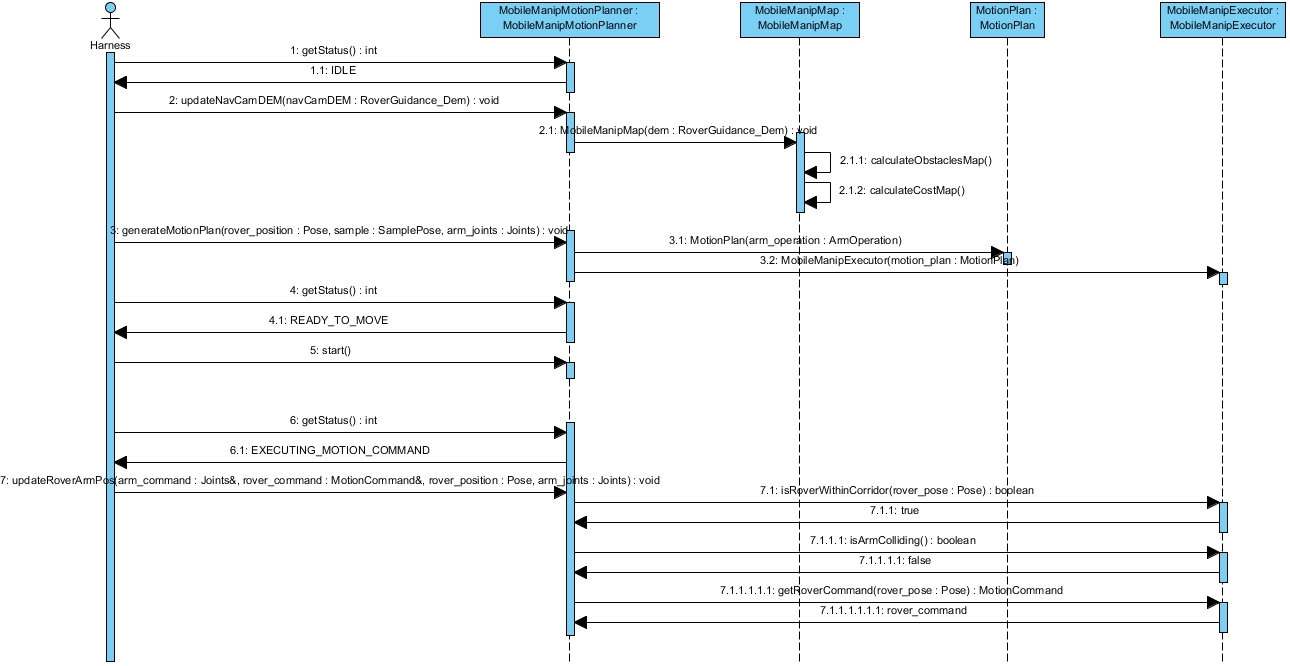 MobileManipMotionPlanner :
MobileManipMotionPlanner
MobileManipMap :
MobileManipMap
MotionPlan :
MotionPlan
MobileManipExecutor :
MobileManipExecutor
Harness
1: getStatus() : int
1.1: IDLE
2: updateNavCamDEM(navCamDEM : RoverGuidance_Dem) : void
2.1: MobileManipMap(dem : RoverGuidance_Dem) : void
2.1.1: calculateObstaclesMap()
2.1.2: calculateCostMap()
3: generateMotionPlan(rover_position : Pose, sample : SamplePose, arm_joints : Joints) : void
3.1: MotionPlan(arm_operation : ArmOperation)
3.2: MobileManipExecutor(motion_plan : MotionPlan)
4: getStatus() : int
4.1: READY_TO_MOVE
5: start()
6: getStatus() : int
6.1: EXECUTING_MOTION_COMMAND
7: updateRoverArmPos(arm_command : Joints&, rover_command : MotionCommand&, rover_position : Pose, arm_joints : Joints) : void
7.1: isRoverWithinCorridor(rover_pose : Pose) : boolean
7.1.1: true
7.1.1.1: isArmColliding() : boolean
7.1.1.1.1: false
7.1.1.1.1.1: getRoverCommand(rover_pose : Pose) : MotionCommand
7.1.1.1.1.1.1: rover_command